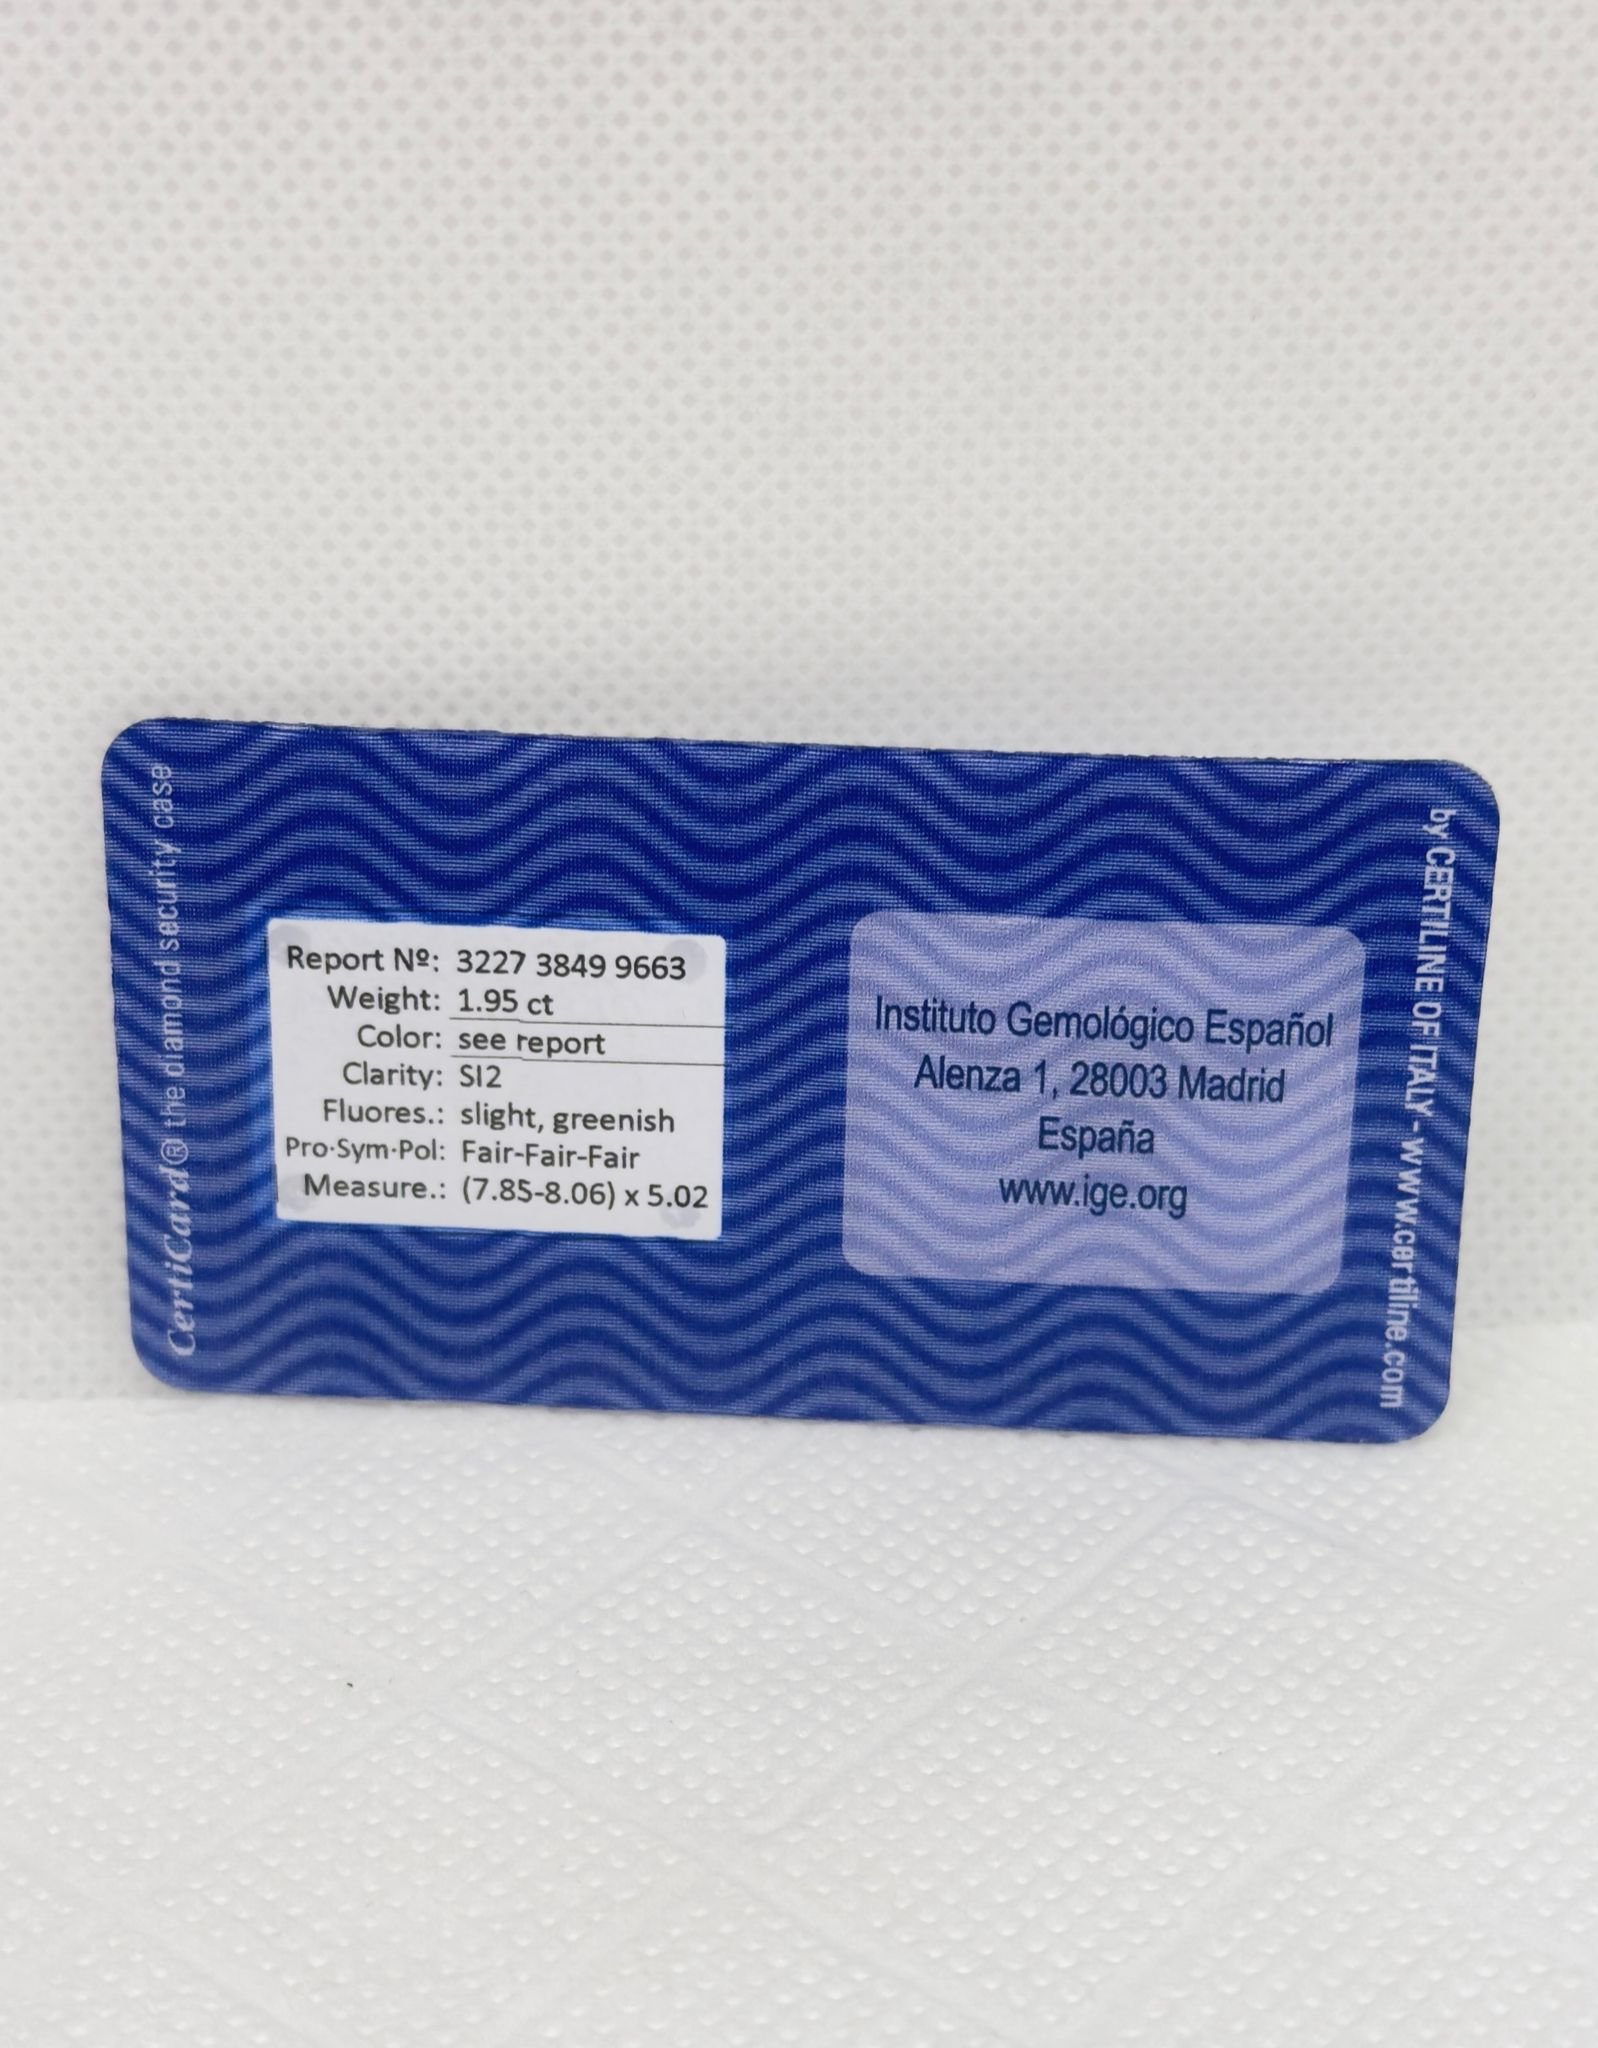 CertiCard® the diamond security case
Report Nº: 3227 3849 9663
Weight: 1.95 ct
Color: see report
Clarity: SI2
Fluores.: slight, greenish
Pro·Sym·Pol: Fair-Fair-Fair
Measure.: (7.85-8.06) x 5.02
Instituto Gemológico Español
Alenza 1, 28003 Madrid
España
www.ige.org
by CERTILINE OF ITALY - www.certiline.com